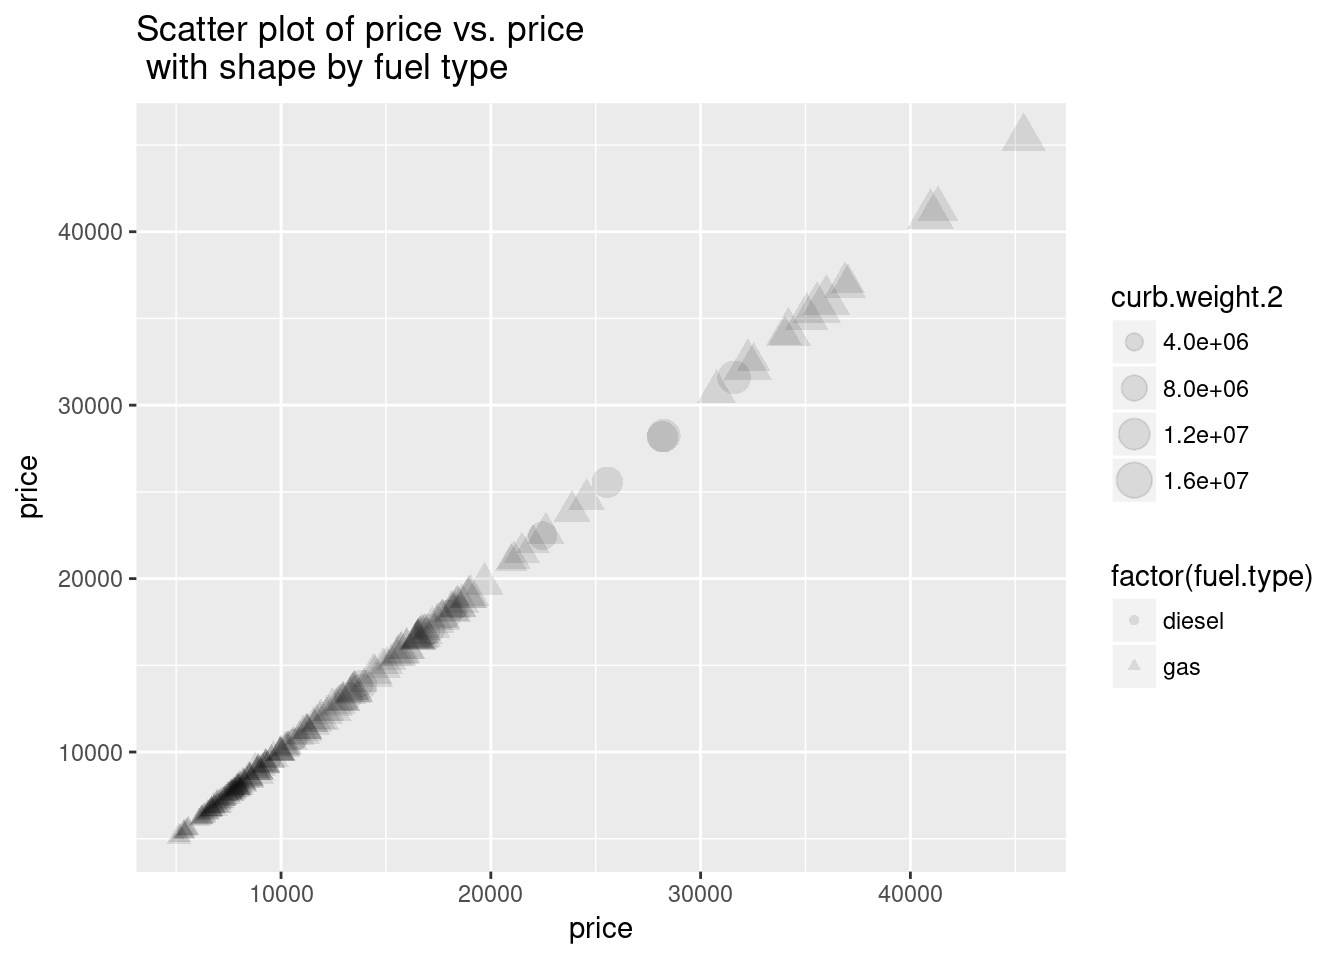 Scatter plot of price vs. price
with shape by fuel type
40000
30000
20000
10000
price
10000
20000
30000
40000
price
curb.weight.2
4.0e+06
8.0e+06
1.2e+07
1.6e+07
factor(fuel.type)
diesel
gas